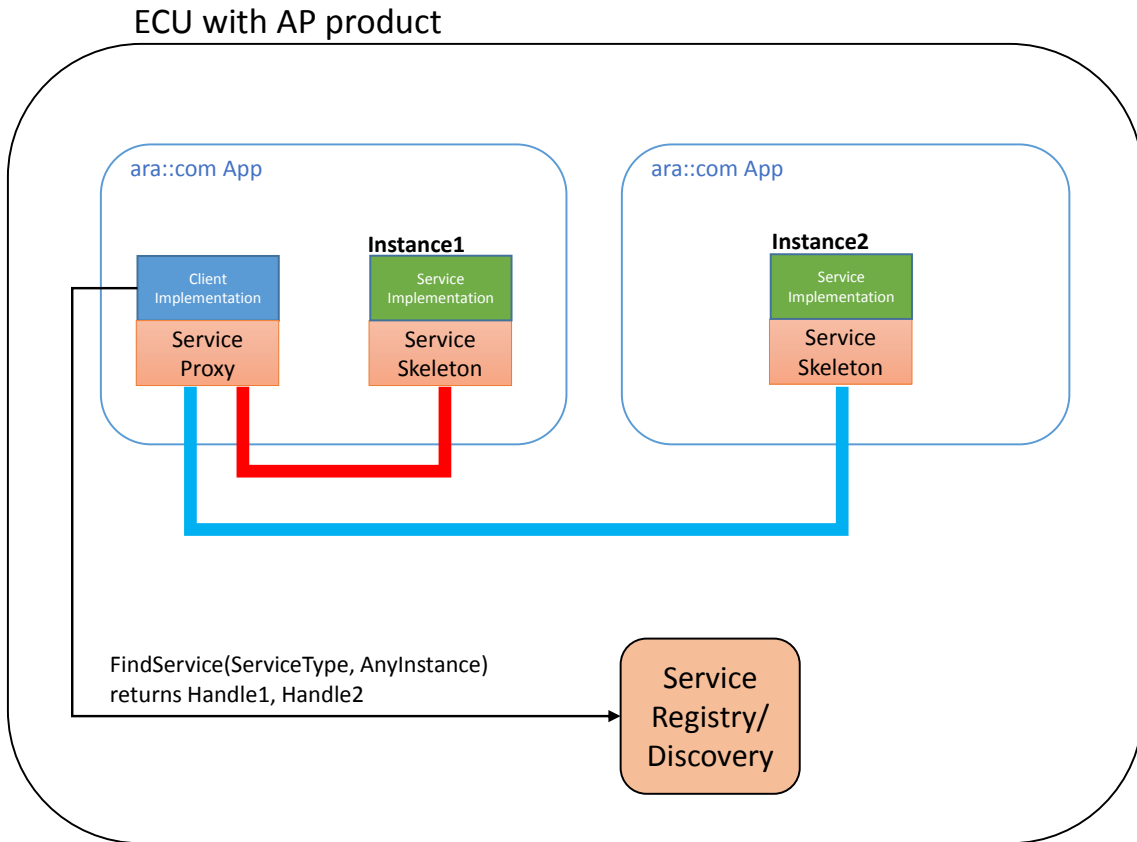 ECU with AP product
ara::com App
ara::com App
Instance1
Instance2
Client
Implementation
Service
Implementation
Service
Implementation
Service
Proxy
Service
Skeleton
Service
Skeleton
FindService(ServiceType, AnyInstance)
returns Handle1, Handle2
Service
Registry/
Discovery